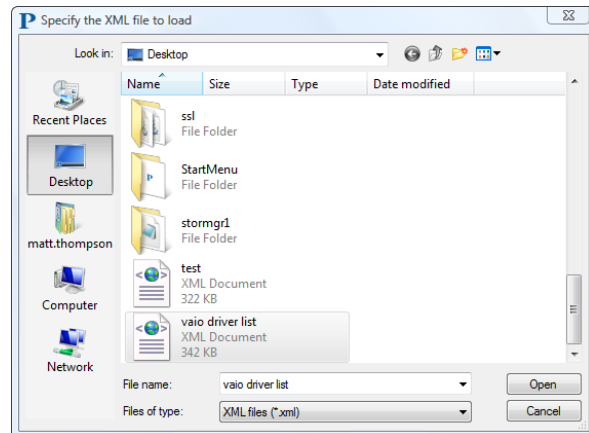 P Specify the XML file to load
Look in: Desktop
Name Size Type Date modified
Recent Places
Desktop
matt.thompson
Computer
Network
ssl
File Folder
P
StartMenu
File Folder
stormgr1
File Folder
test
XML Document
322 KB
vaio driver list
XML Document
342 KB
File name: vaio driver list Open
Files of type: XML files (*.xml) Cancel